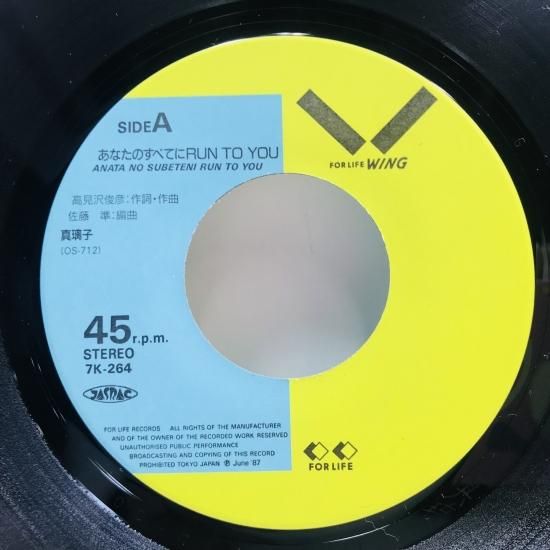 SIDE A
あなたのすべてにRUN TO YOU
ANATA NO SUBETENI RUN TO YOU
高見沢俊彦:作詞・作曲
佐藤 準:編曲
真璃子
(OS-712)
FOR LIFE WING
45 r.p.m.
STEREO
7K-264
JASRAC
FOR LIFE RECORDS ALL RIGHTS OF THE MANUFACTURER
AND OF THE OWNER OF THE RECORDED WORK RESERVED
UNAUTHORISED PUBLIC PERFORMANCE
BROADCASTING AND COPYING OF THIS RECORD
PROHIBITED TOKYO JAPAN ℗ June '87
FOR LIFE